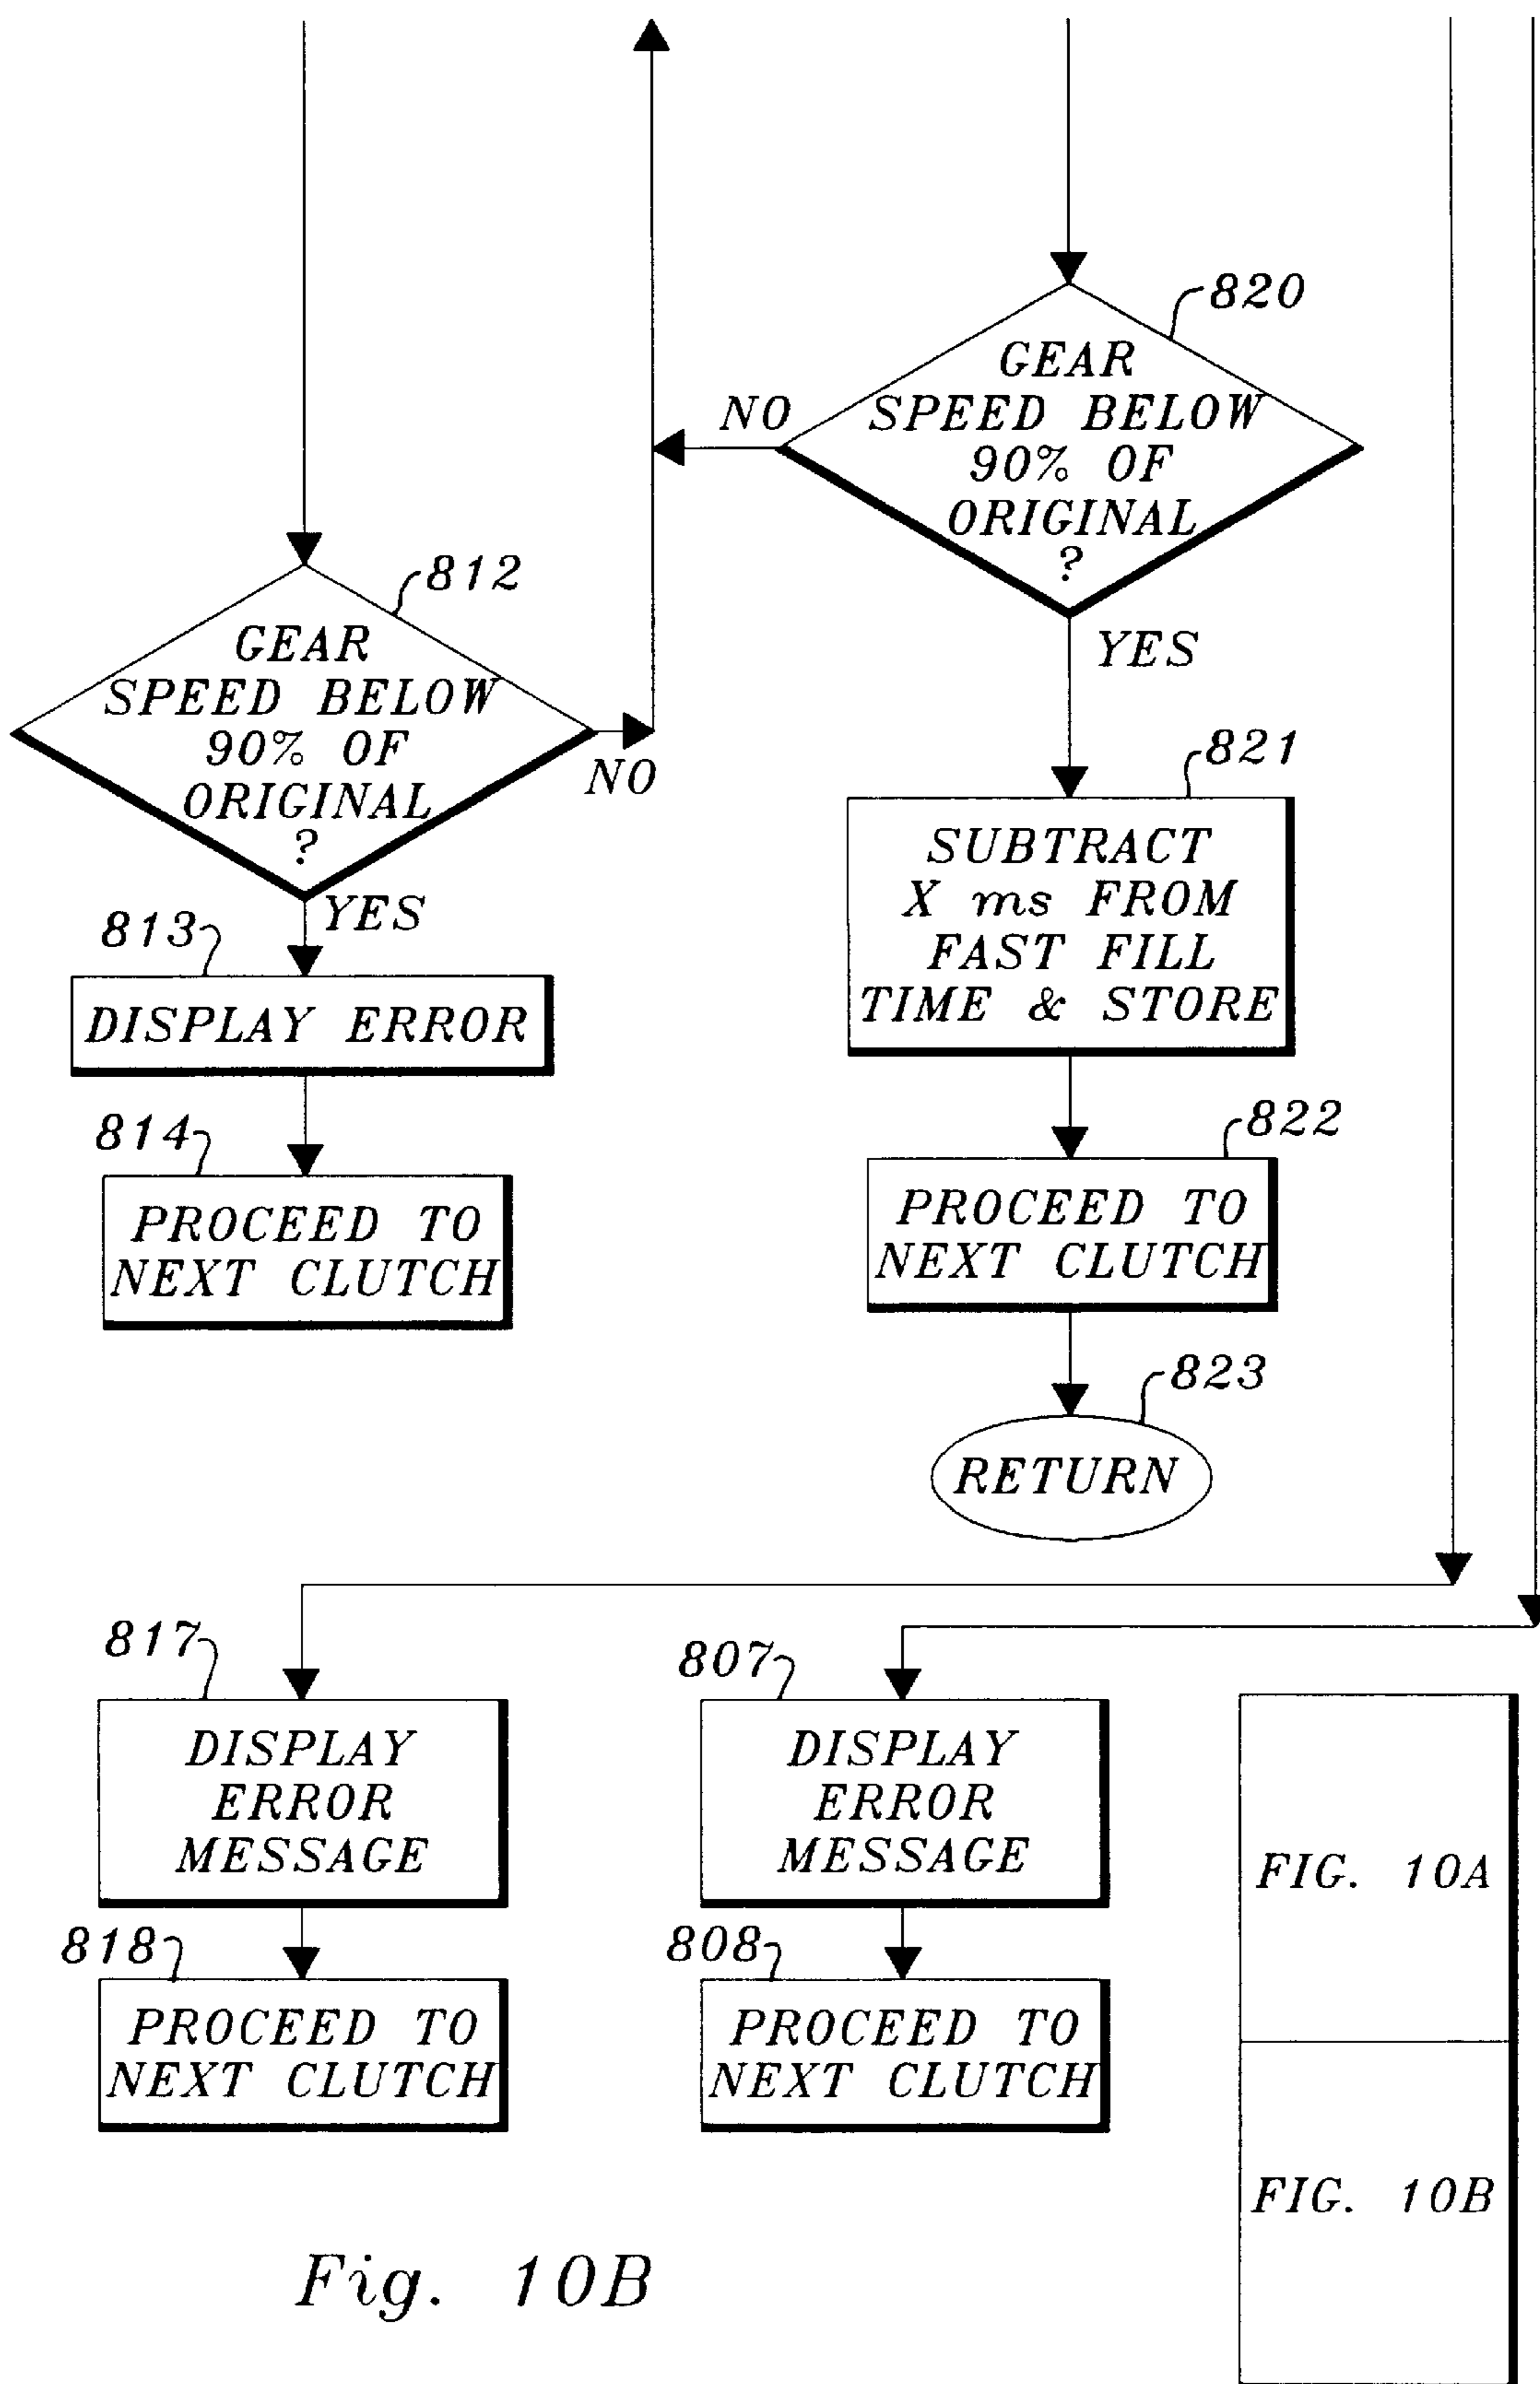 820
GEAR
SPEED BELOW
90% OF
ORIGINAL
?
NO
YES
812
GEAR
SPEED BELOW
90% OF
ORIGINAL
?
NO
YES
821
SUBTRACT
X ms FROM
FAST FILL
TIME & STORE
813
DISPLAY ERROR
814
PROCEED TO
NEXT CLUTCH
822
PROCEED TO
NEXT CLUTCH
823
RETURN
817
DISPLAY
ERROR
MESSAGE
818
PROCEED TO
NEXT CLUTCH
807
DISPLAY
ERROR
MESSAGE
808
PROCEED TO
NEXT CLUTCH
FIG. 10A
FIG. 10B
Fig. 10B